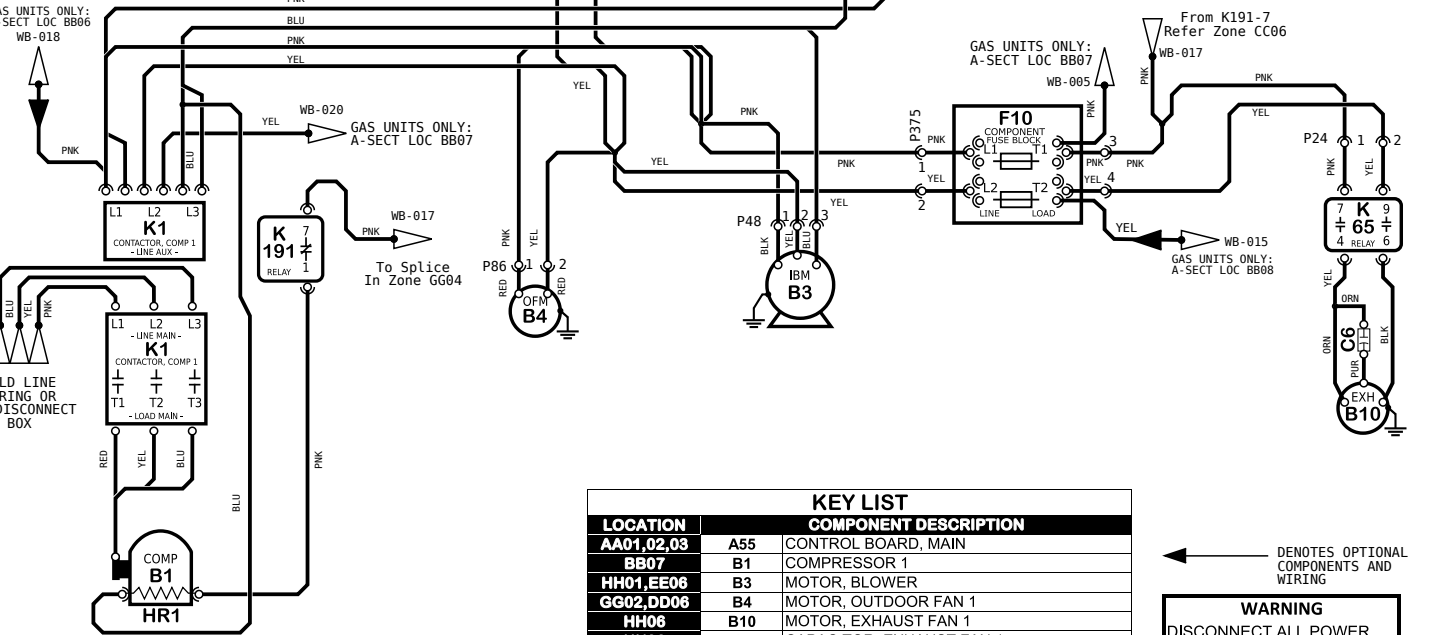 AS UNITS ONLY:
-SECT LOC BB06
WB-018
BLU
PNK
YEL
PNK
WB-020
YEL
GAS UNITS ONLY:
A-SECT LOC BB07
BLU
L1 L2 L3
K1
CONTACTOR, COMP 1
- LINE AUX -
K
191
7
1
RELAY
PNK
WB-017
To Splice
In Zone GG04
BLU
YEL
PNK
L1 L2 L3
- LINE MAIN -
K1
CONTACTOR, COMP 1
T1 T2 T3
- LOAD MAIN -
LD LINE
RING OR
DISCONNECT
BOX
RED
YEL
BLU
BLU
PNK
COMP
B1
HR1
YEL
PNK
YEL
PNK
YEL
P86 1 2
RED
RED
OFM
B4
PNK
YEL
P48 1 2 3
BLK
YEL
BLU
IBM
B3
P375
PNK
1
YEL
2
GAS UNITS ONLY:
A-SECT LOC BB07
WB-005
PNK
F10
COMPONENT
FUSE BLOCK
L1 T1
L2 T2
LINE LOAD
3
PNK PNK
YEL 4
YEL
WB-015
GAS UNITS ONLY:
A-SECT LOC BB08
From K191-7
Refer Zone CC06
WB-017
PNK
PNK
YEL
P24 1 2
PNK
YEL
7 9
K
65
4 RELAY 6
YEL
ORN
ORN
C6
BLK
PUR
EXH
B10
KEY LIST
LOCATION COMPONENT DESCRIPTION
AA01,02,03 A55 CONTROL BOARD, MAIN
BB07 B1 COMPRESSOR 1
HH01,EE06 B3 MOTOR, BLOWER
GG02,DD06 B4 MOTOR, OUTDOOR FAN 1
HH06 B10 MOTOR, EXHAUST FAN 1
DENOTES OPTIONAL
COMPONENTS AND
WIRING
WARNING
DISCONNECT ALL POWER